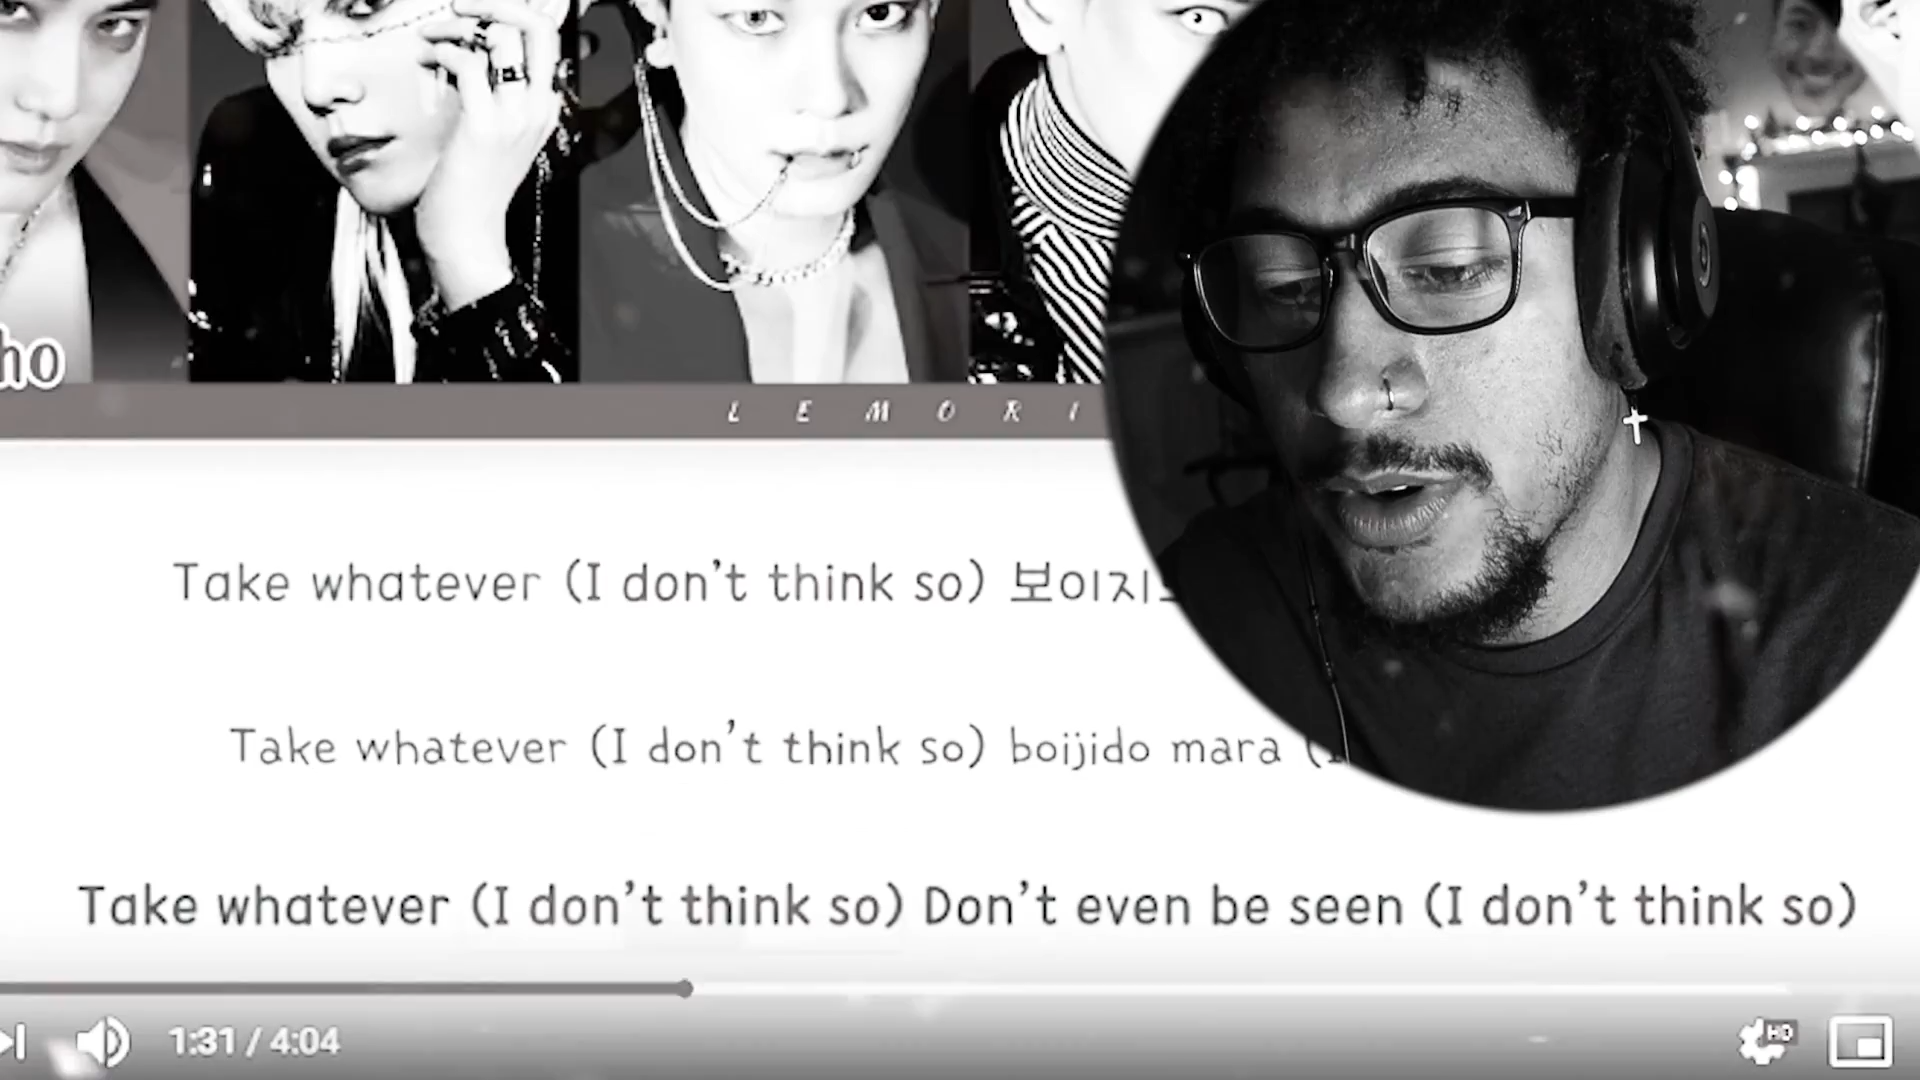 ho
L E M O R I
Take whatever (I don't think so) 보이지
Take whatever (I don't think so) boijido mara (I
Take whatever (I don't think so) Don't even be seen (I don't think so)
1:31 / 4:04
HD